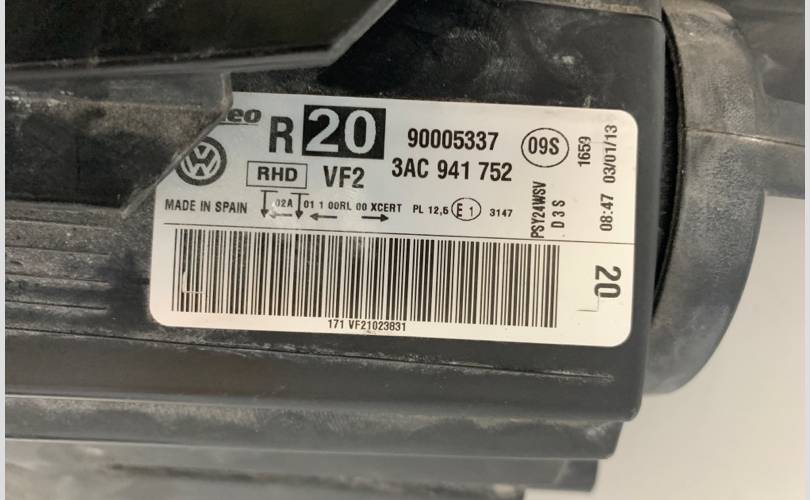 R 20 90005337 09S
RHD VF2 3AC 941 752
MADE IN SPAIN 02A 01 1 00RL 00 XCERT PL 12,5 E1 3147
PSY24WSV
D3S
1659
08:47 03/01/13
20
171 VF21023831